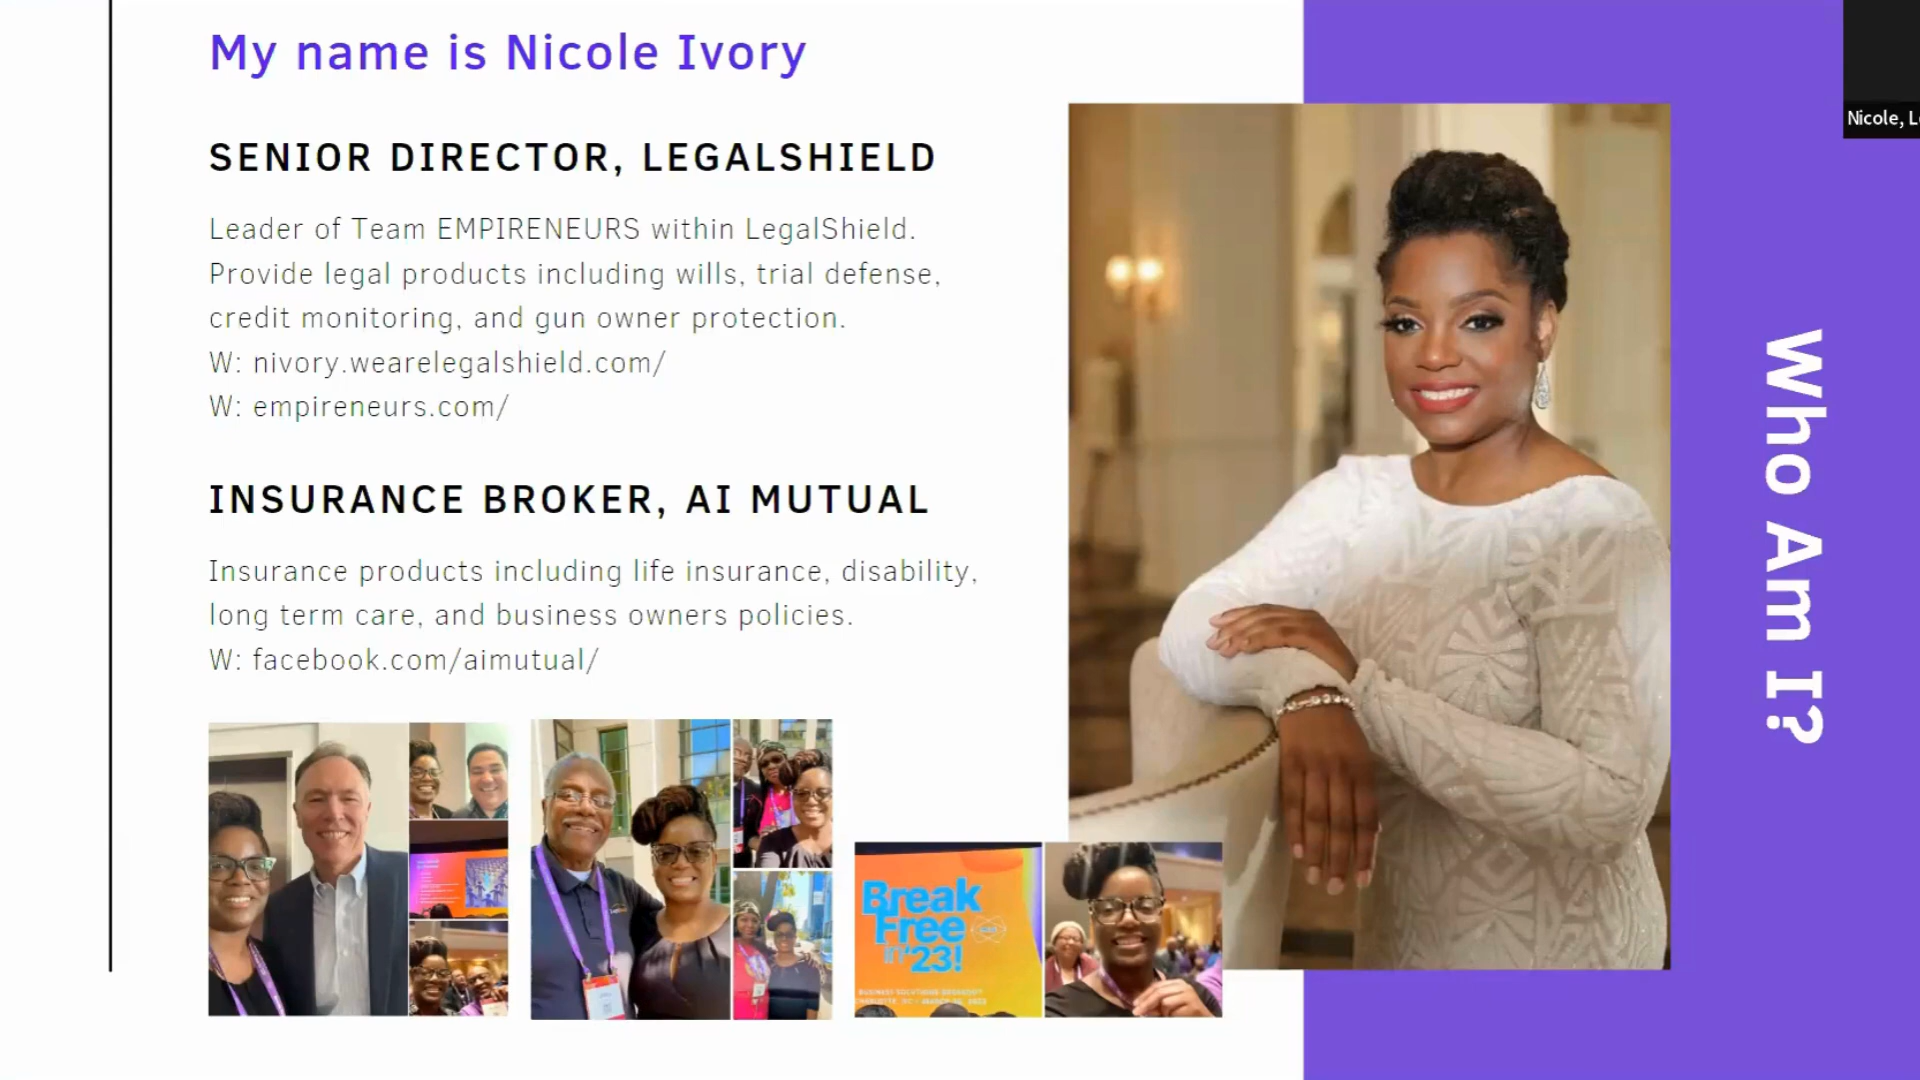 My name is Nicole Ivory
SENIOR DIRECTOR, LEGALSHIELD
Leader of Team EMPIRENEURS within LegalShield.
Provide legal products including wills, trial defense,
credit monitoring, and gun owner protection.
W: nivory.wearelegalshield.com/
W: empireneurs.com/
INSURANCE BROKER, AI MUTUAL
Insurance products including life insurance, disability,
long term care, and business owners policies.
W: facebook.com/aimutual/
Break
Free
in '23!
Who Am I?
Nicole,